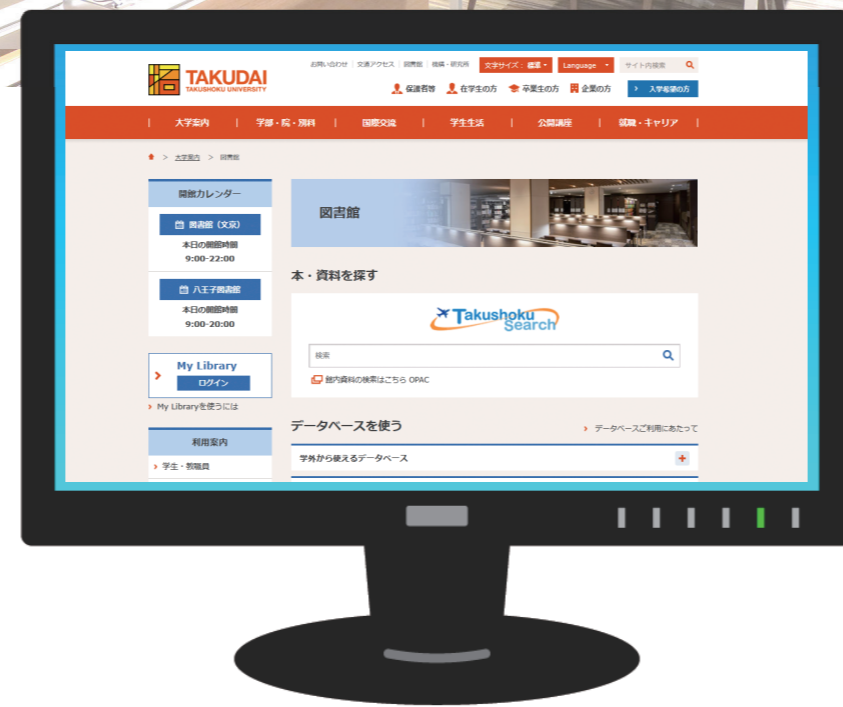 TAKUDAI
TAKUSHOKU UNIVERSITY
お問い合わせ | 交通アクセス | 図書館 | 機構・研究所
文字サイズ：標準
Language
サイト内検索
保護者等
在学生の方
卒業生の方
企業の方
入学希望の方
大学案内 | 学部・院・別科 | 国際交流 | 学生生活 | 公開講座 | 就職・キャリア
> 大学案内 > 図書館
開館カレンダー
図書館（文京）
本日の開館時間
9:00-22:00
八王子図書館
本日の開館時間
9:00-20:00
My Library
ログイン
My Libraryを使うには
利用案内
学生・教職員
図書館
本・資料を探す
Takushoku
Search
検索
館内資料の検索はこちら OPAC
データベースを使う
データベースご利用にあたって
学外から使えるデータベース